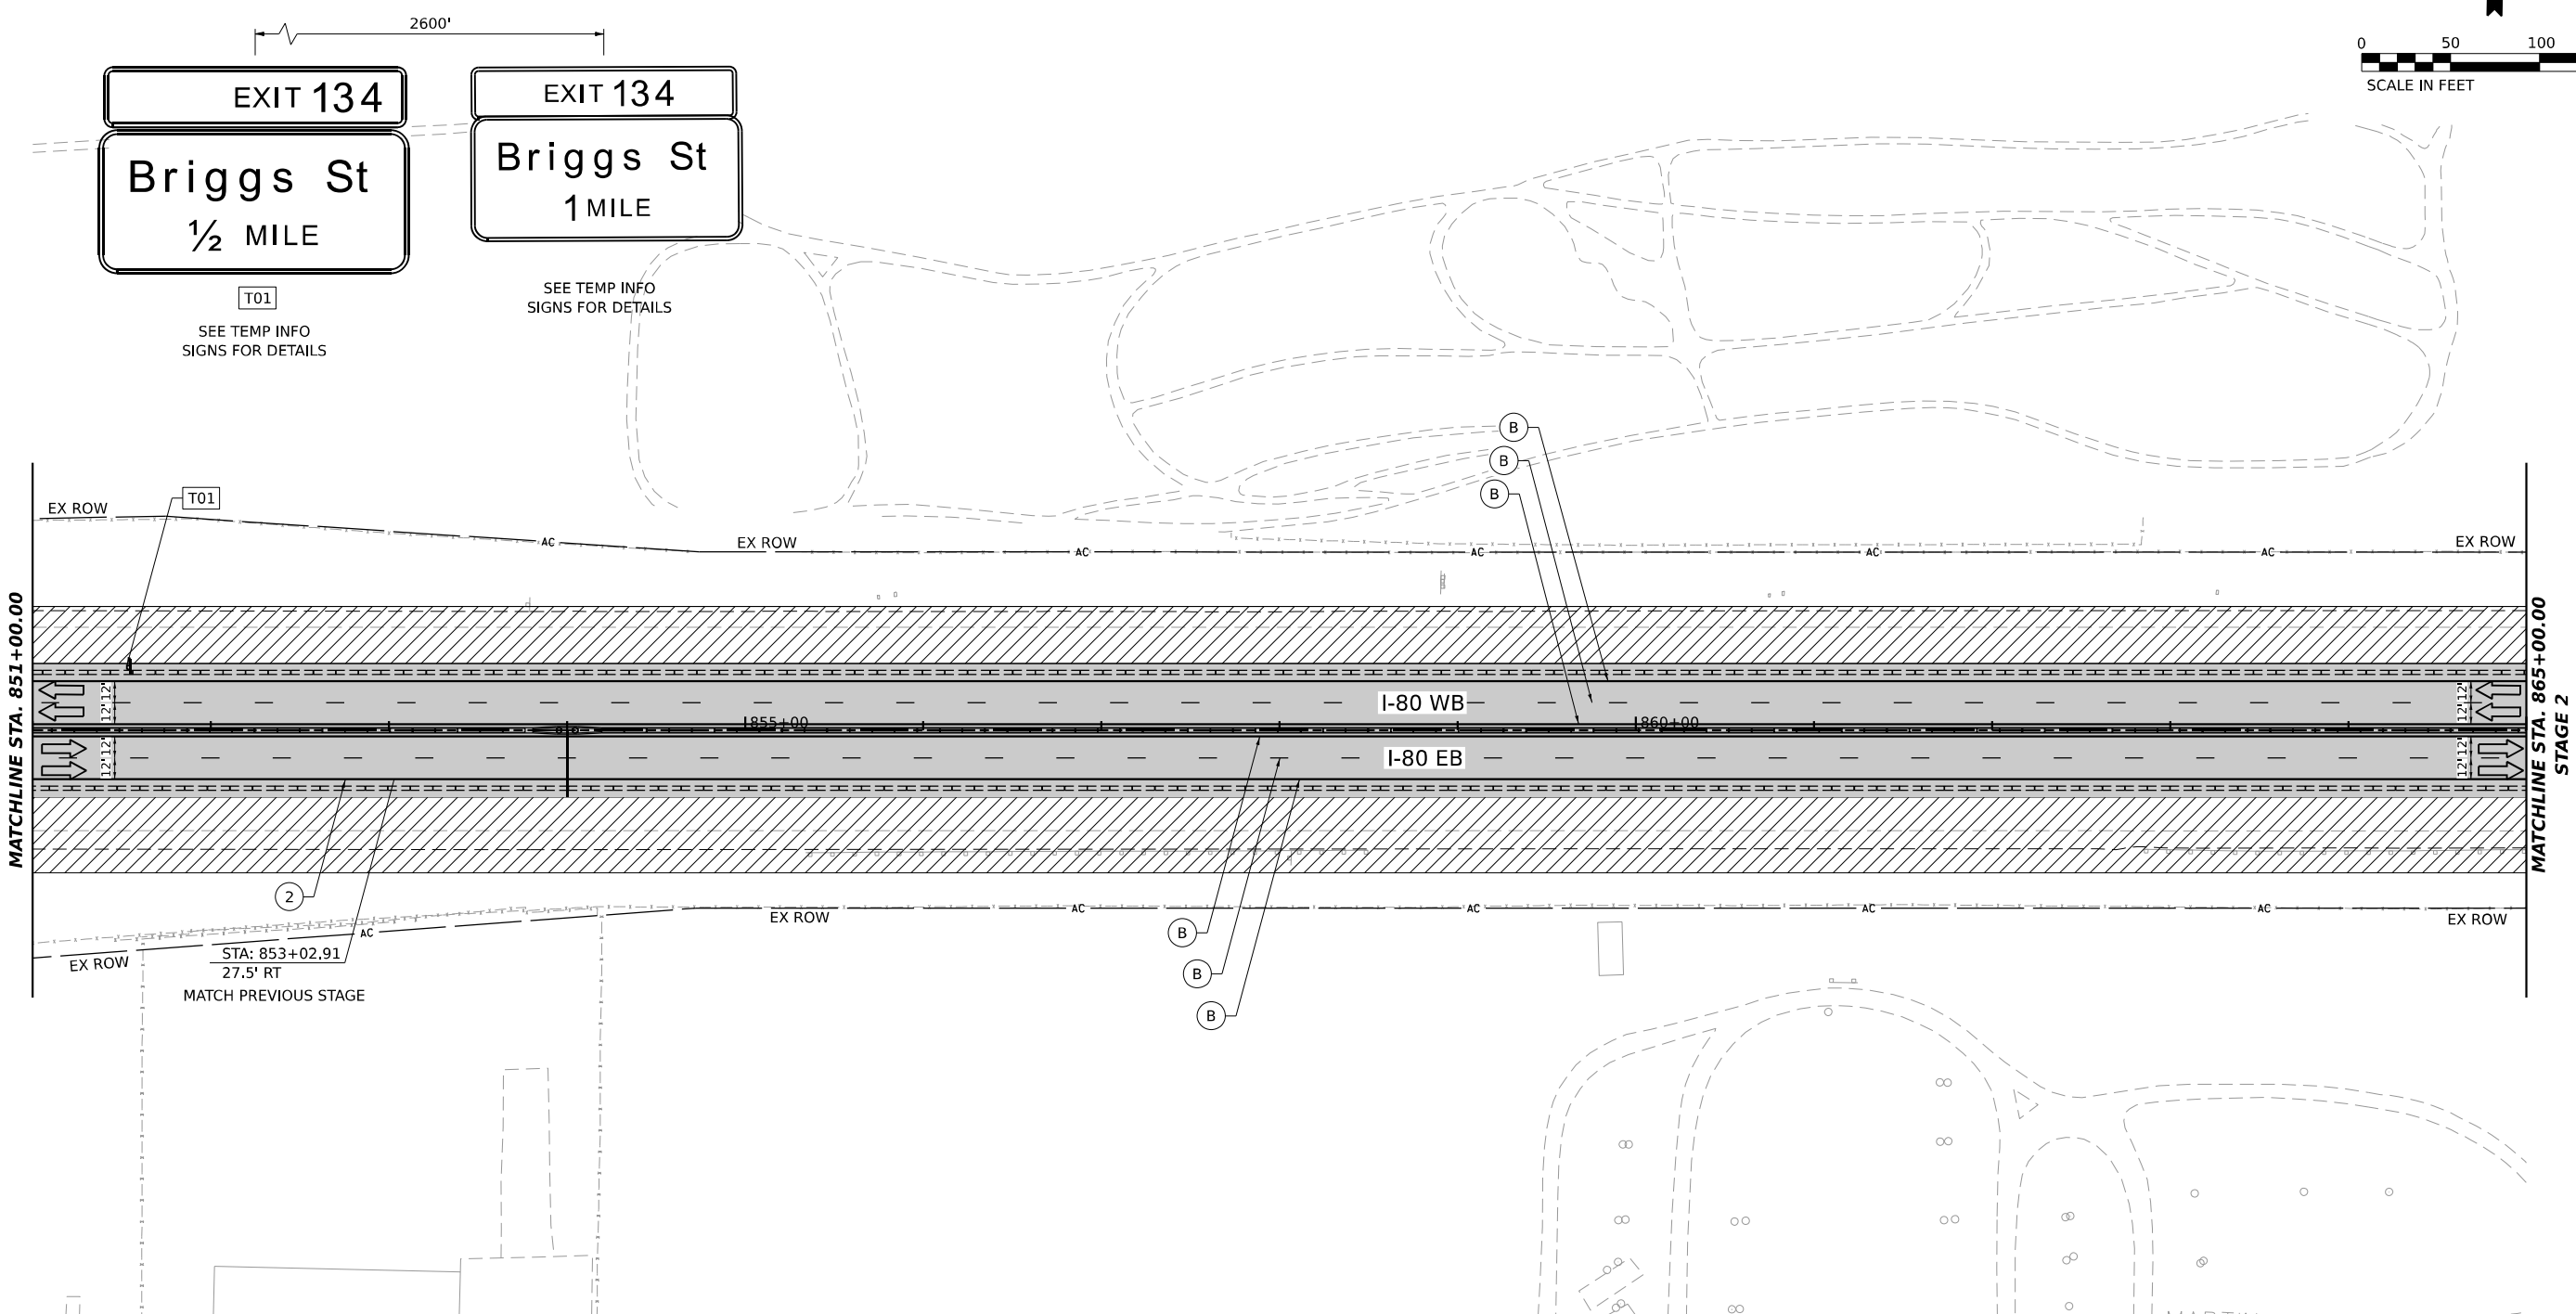 2600'
EXIT 134
Briggs St
½ MILE
T01
SEE TEMP INFO
SIGNS FOR DETAILS
EXIT 134
Briggs St
1 MILE
SEE TEMP INFO
SIGNS FOR DETAILS
0 50 100
SCALE IN FEET
B
B
B
T01
EX ROW
AC
EX ROW
AC
AC
AC
AC
EX ROW
MATCHLINE STA. 851+00.00
12'
12'
12'
12'
I-80 WB
855+00
860+00
I-80 EB
12'
12'
12'
12'
MATCHLINE STA. 865+00.00
STAGE 2
2
EX ROW
AC
EX ROW
AC
AC
AC
AC
EX ROW
STA: 853+02.91
27.5' RT
MATCH PREVIOUS STAGE
B
B
B